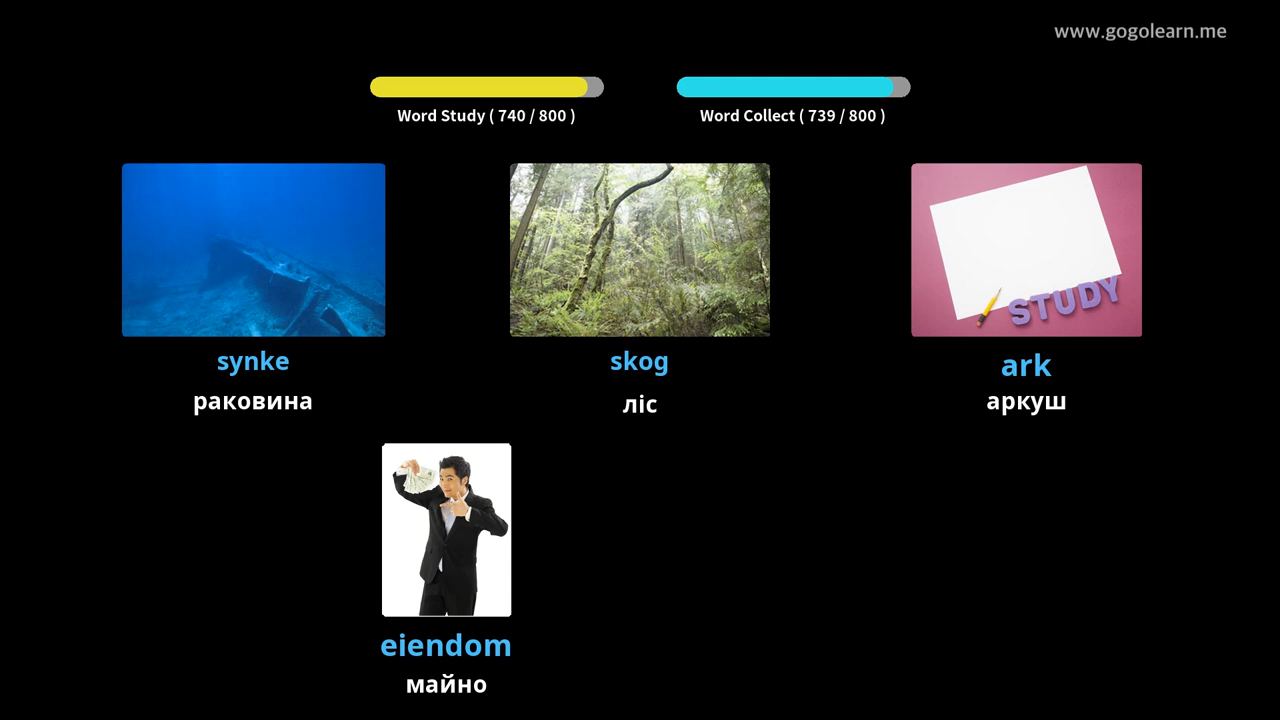 www.gogolearn.me
Word Study ( 740 / 800 )
Word Collect ( 739 / 800 )
STUDY
synke
skog
ark
раковина
ліс
аркуш
eiendom
майно